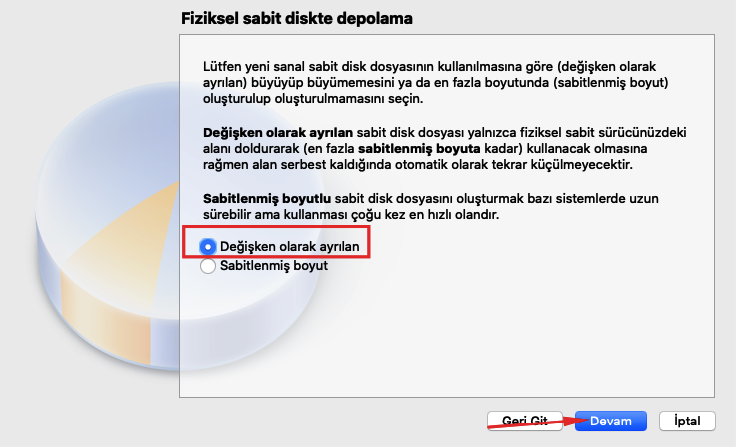 Fiziksel sabit diskte depolama
Lütfen yeni sanal sabit disk dosyasının kullanılmasına göre (değişken olarak
ayrılan) büyüyüp büyümemesini ya da en fazla boyutunda (sabitlenmiş boyut)
oluşturulup oluşturulmamasını seçin.
Değişken olarak ayrılan sabit disk dosyası yalnızca fiziksel sabit sürücünüzdeki
alanı doldurarak (en fazla sabitlenmiş boyuta kadar) kullanacak olmasına
rağmen alan serbest kaldığında otomatik olarak tekrar küçülmeyecektir.
Sabitlenmiş boyutlu sabit disk dosyasını oluşturmak bazı sistemlerde uzun
sürebilir ama kullanması çoğu kez en hızlı olandır.
Değişken olarak ayrılan
Sabitlenmiş boyut
Geri Git Devam İptal